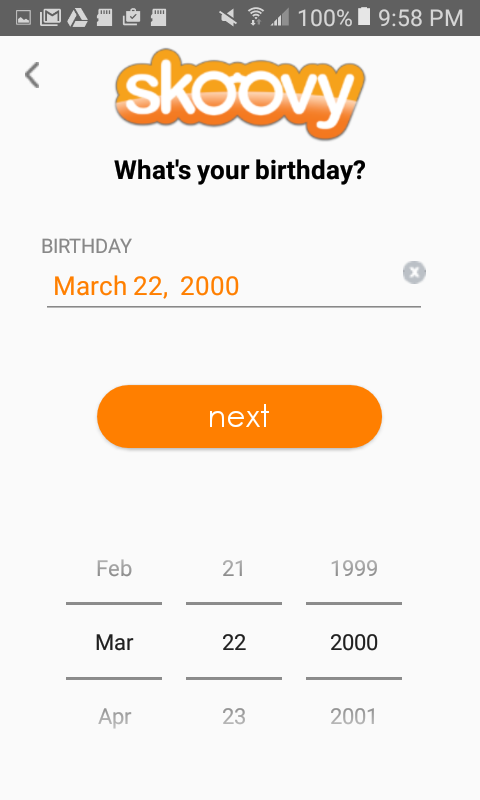 100% 9:58 PM
skoovy
What's your birthday?
BIRTHDAY
March 22,  2000
next
Feb 21 1999
Mar 22 2000
Apr 23 2001